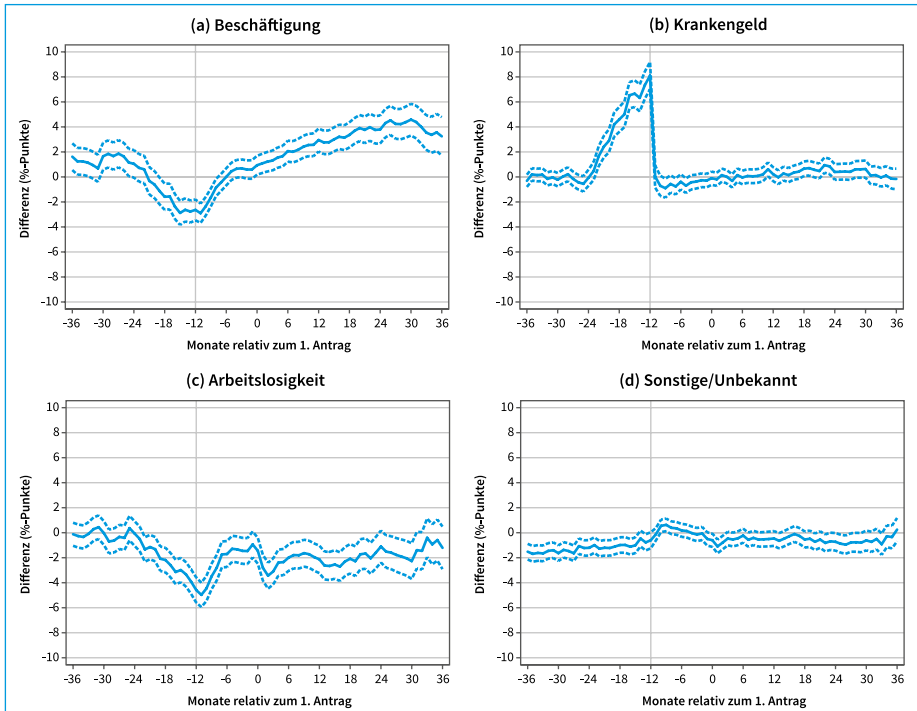 (a) Beschäftigung
(b) Krankengeld
Differenz (%-Punkte)
10
8
6
4
2
0
–2
–4
–6
–8
–10
–36 –30 –24 –18 –12 –6 0 6 12 18 24 30 36
Monate relativ zum 1. Antrag
Differenz (%-Punkte)
10
8
6
4
2
0
–2
–4
–6
–8
–10
–36 –30 –24 –18 –12 –6 0 6 12 18 24 30 36
Monate relativ zum 1. Antrag
(c) Arbeitslosigkeit
(d) Sonstige/Unbekannt
Differenz (%-Punkte)
10
8
6
4
2
0
–2
–4
–6
–8
–10
–36 –30 –24 –18 –12 –6 0 6 12 18 24 30 36
Monate relativ zum 1. Antrag
Differenz (%-Punkte)
10
8
6
4
2
0
–2
–4
–6
–8
–10
–36 –30 –24 –18 –12 –6 0 6 12 18 24 30 36
Monate relativ zum 1. Antrag